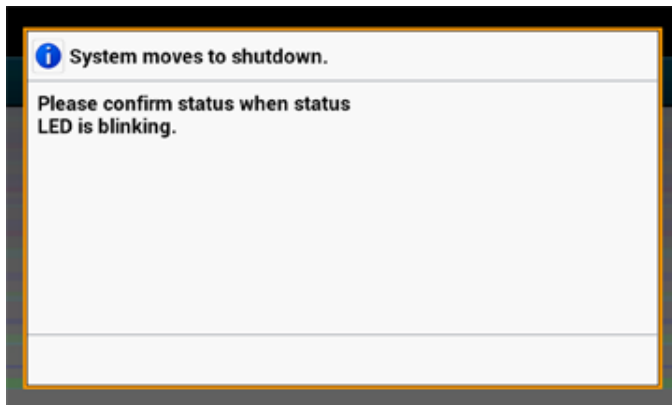 System moves to shutdown.
Please confirm status when status
LED is blinking.